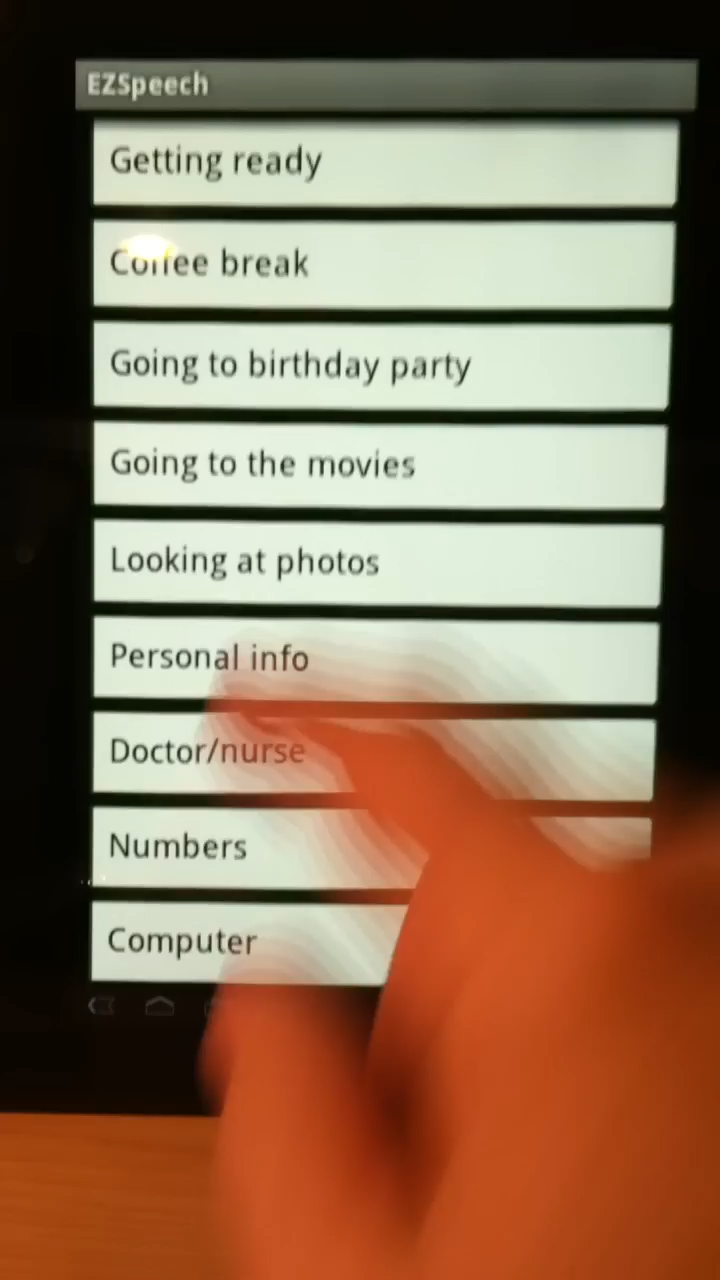 EZSpeech
Getting ready
Coffee break
Going to birthday party
Going to the movies
Looking at photos
Personal info
Doctor/nurse
Numbers
Computer